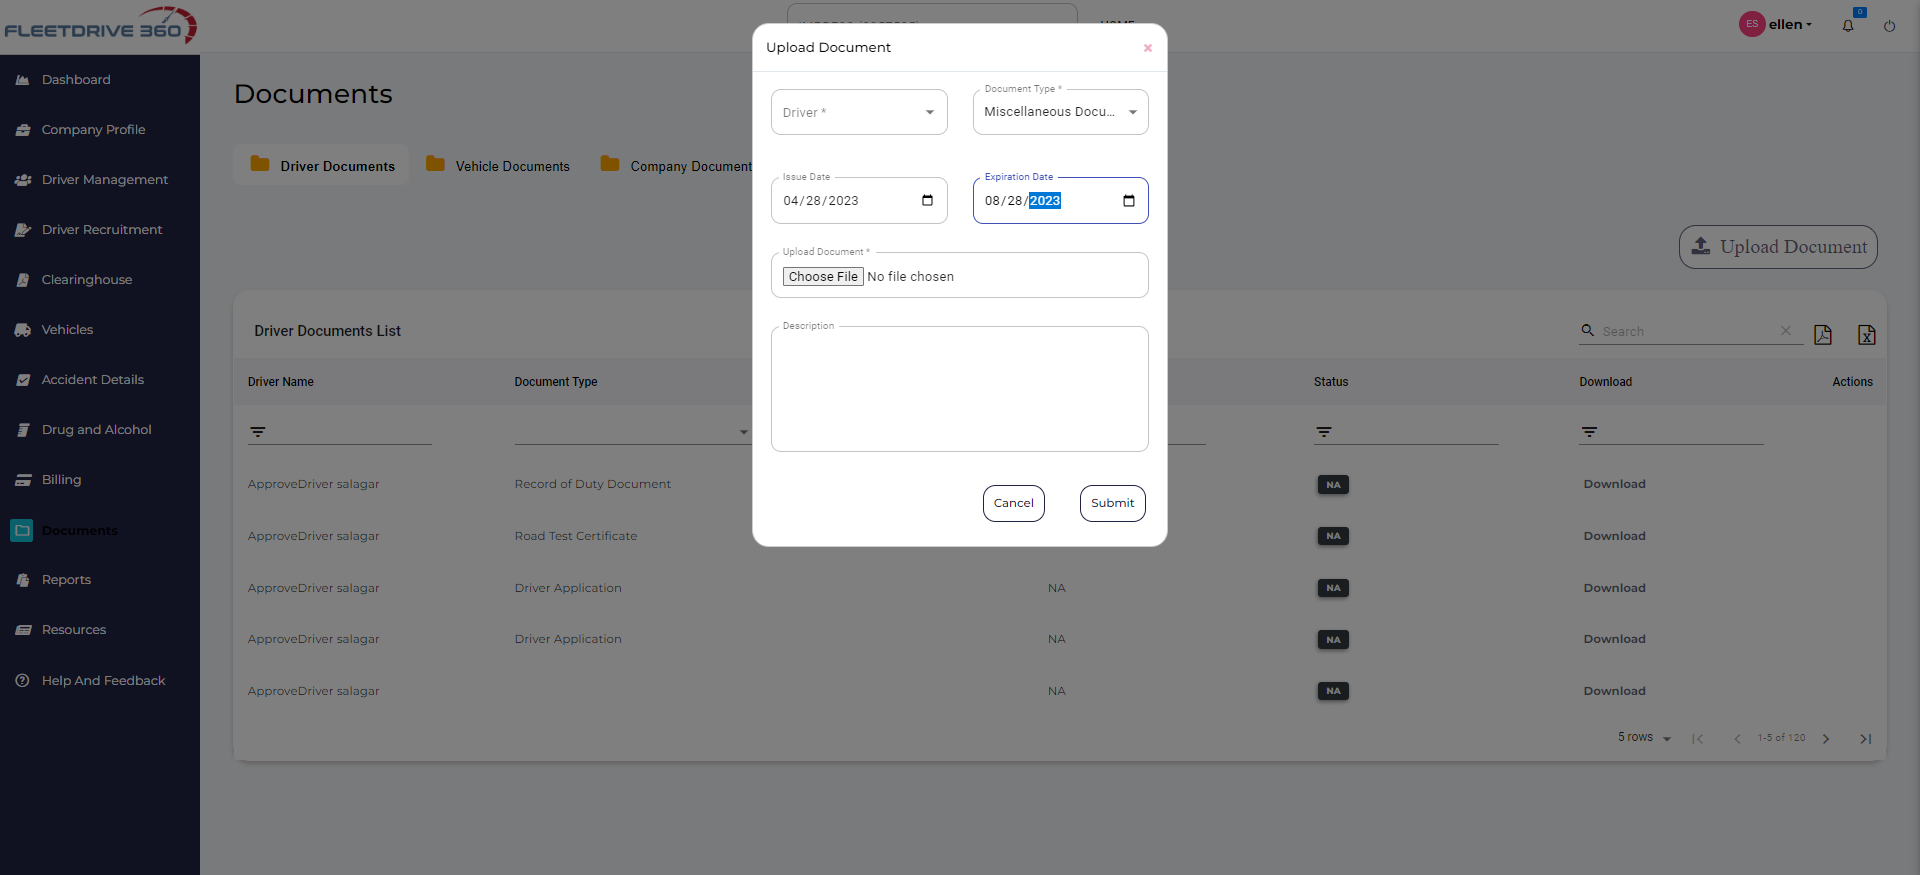 FLEETDRIVE 360
ES ellen
0
Dashboard
Company Profile
Driver Management
Driver Recruitment
Clearinghouse
Vehicles
Accident Details
Drug and Alcohol
Billing
Documents
Reports
Resources
Help And Feedback
Documents
Driver Documents
Vehicle Documents
Company Document
Upload Document
Upload Document
Driver *
Document Type *
Miscellaneous Docu...
Issue Date
04/28/2023
Expiration Date
08/28/2023
Upload Document *
Choose File No file chosen
Description
Cancel
Submit
Driver Documents List
Search
Driver Name Document Type Status Download Actions
ApproveDriver salagar Record of Duty Document NA Download
ApproveDriver salagar Road Test Certificate NA Download
ApproveDriver salagar Driver Application NA NA Download
ApproveDriver salagar Driver Application NA NA Download
ApproveDriver salagar NA NA Download
5 rows 1-5 of 120